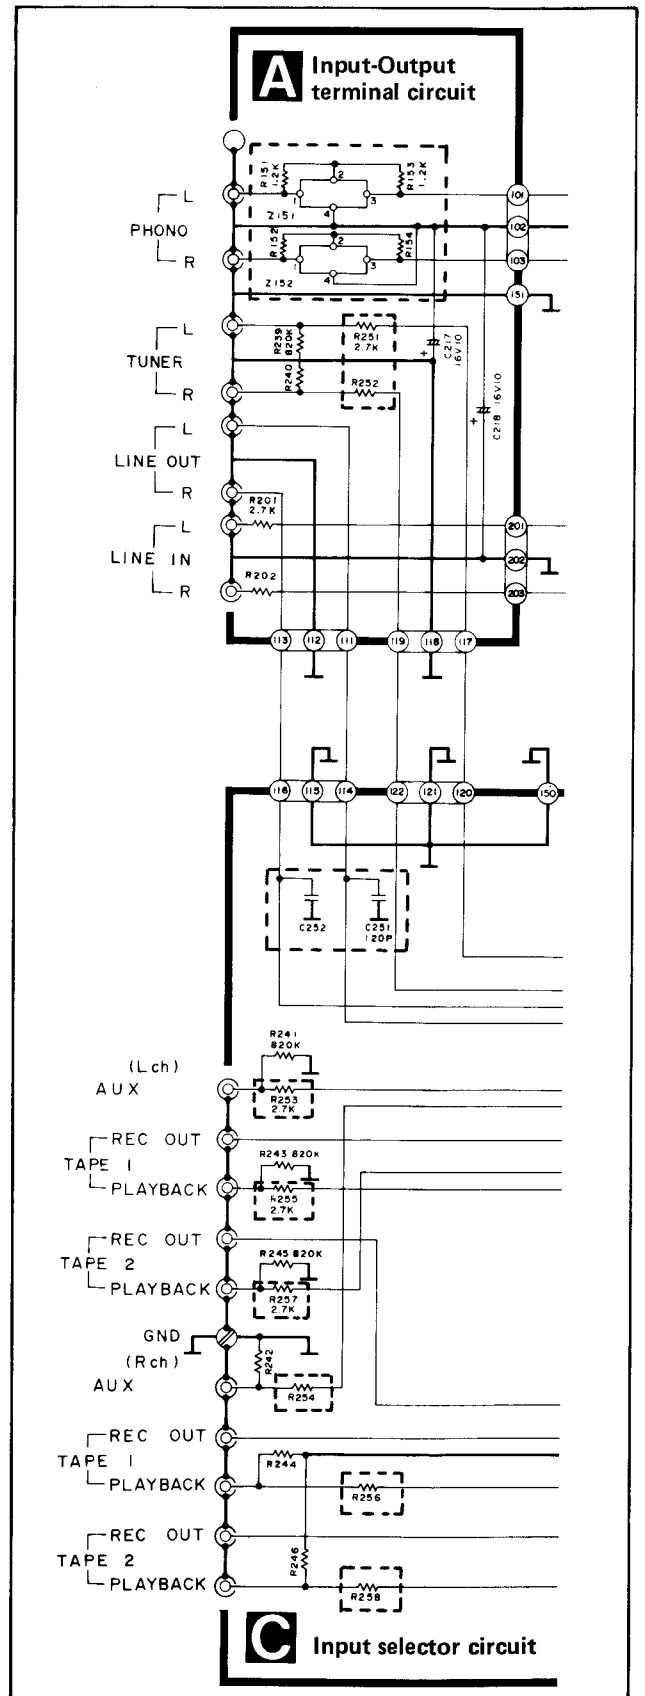 A
Input-Output
terminal circuit
R151
1.2K
R153
1.2K
2
1
3
4
Z151
L
PHONO
R
101
102
103
151
R152
R154
2
1
3
4
Z152
L
TUNER
R
R239
820K
R240
R251
2.7K
R252
+
C217
16V10
+
C218 16V10
L
LINE OUT
R
R201
2.7K
L
LINE IN
R
R202
201
202
203
113
112
111
119
118
117
116
115
114
122
121
120
150
C252
C251
120P
R241
820K
(Lch)
AUX
R253
2.7K
REC OUT
TAPE 1
PLAYBACK
R243 820K
R255
2.7K
REC OUT
TAPE 2
PLAYBACK
R245 820K
R257
2.7K
GND
(Rch)
AUX
R242
R254
REC OUT
TAPE 1
PLAYBACK
R244
R256
REC OUT
TAPE 2
PLAYBACK
R246
R258
C
Input selector circuit